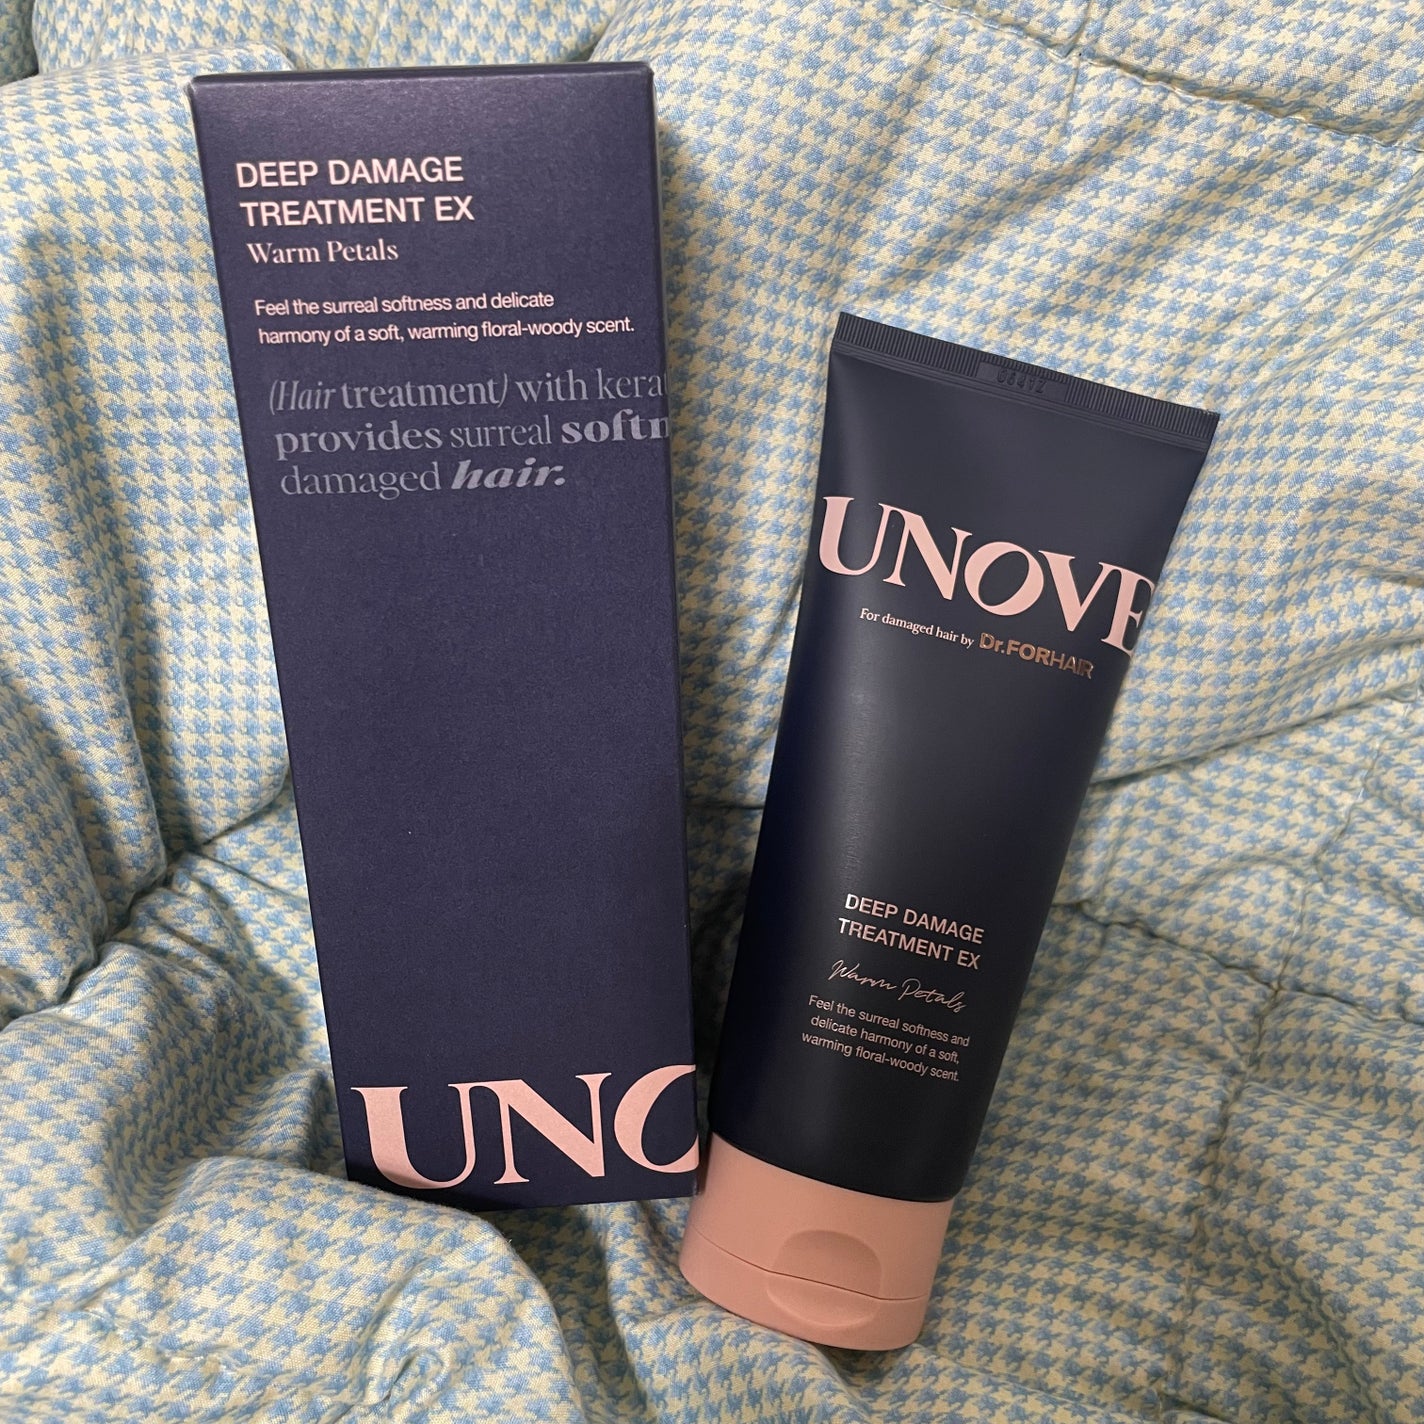 DEEP DAMAGE
TREATMENT EX
Warm Petals
Feel the surreal softness and delicate
harmony of a soft, warming floral-woody scent.
(Hair treatment) with kera
provides surreal softn
damaged hair.
UNO
UNOVE
For damaged hair by Dr.FORHAIR
DEEP DAMAGE
TREATMENT EX
Warm Petals
Feel the surreal softness and
delicate harmony of a soft,
warming floral-woody scent.